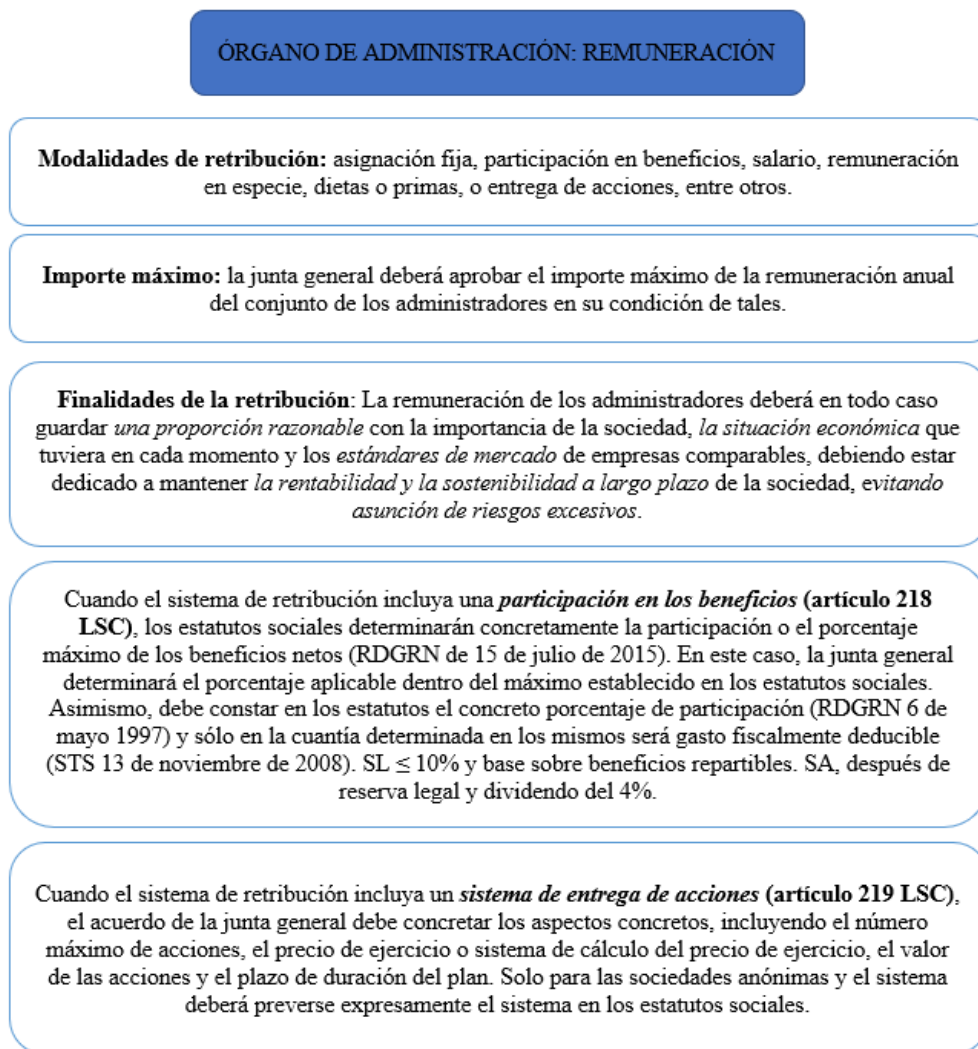 ÓRGANO DE ADMINISTRACIÓN: REMUNERACIÓN
Modalidades de retribución: asignación fija, participación en beneficios, salario, remuneración
en especie, dietas o primas, o entrega de acciones, entre otros.
Importe máximo: la junta general deberá aprobar el importe máximo de la remuneración anual
del conjunto de los administradores en su condición de tales.
Finalidades de la retribución: La remuneración de los administradores deberá en todo caso
guardar una proporción razonable con la importancia de la sociedad, la situación económica que
tuviera en cada momento y los estándares de mercado de empresas comparables, debiendo estar
dedicado a mantener la rentabilidad y la sostenibilidad a largo plazo de la sociedad, evitando
asunción de riesgos excesivos.
Cuando el sistema de retribución incluya una participación en los beneficios (artículo 218
LSC), los estatutos sociales determinarán concretamente la participación o el porcentaje
máximo de los beneficios netos (RDGRN de 15 de julio de 2015). En este caso, la junta general
determinará el porcentaje aplicable dentro del máximo establecido en los estatutos sociales.
Asimismo, debe constar en los estatutos el concreto porcentaje de participación (RDGRN 6 de
mayo 1997) y sólo en la cuantía determinada en los mismos será gasto fiscalmente deducible
(STS 13 de noviembre de 2008). SL ≤ 10% y base sobre beneficios repartibles. SA, después de
reserva legal y dividendo del 4%.
Cuando el sistema de retribución incluya un sistema de entrega de acciones (artículo 219 LSC),
el acuerdo de la junta general debe concretar los aspectos concretos, incluyendo el número
máximo de acciones, el precio de ejercicio o sistema de cálculo del precio de ejercicio, el valor
de las acciones y el plazo de duración del plan. Solo para las sociedades anónimas y el sistema
deberá preverse expresamente el sistema en los estatutos sociales.